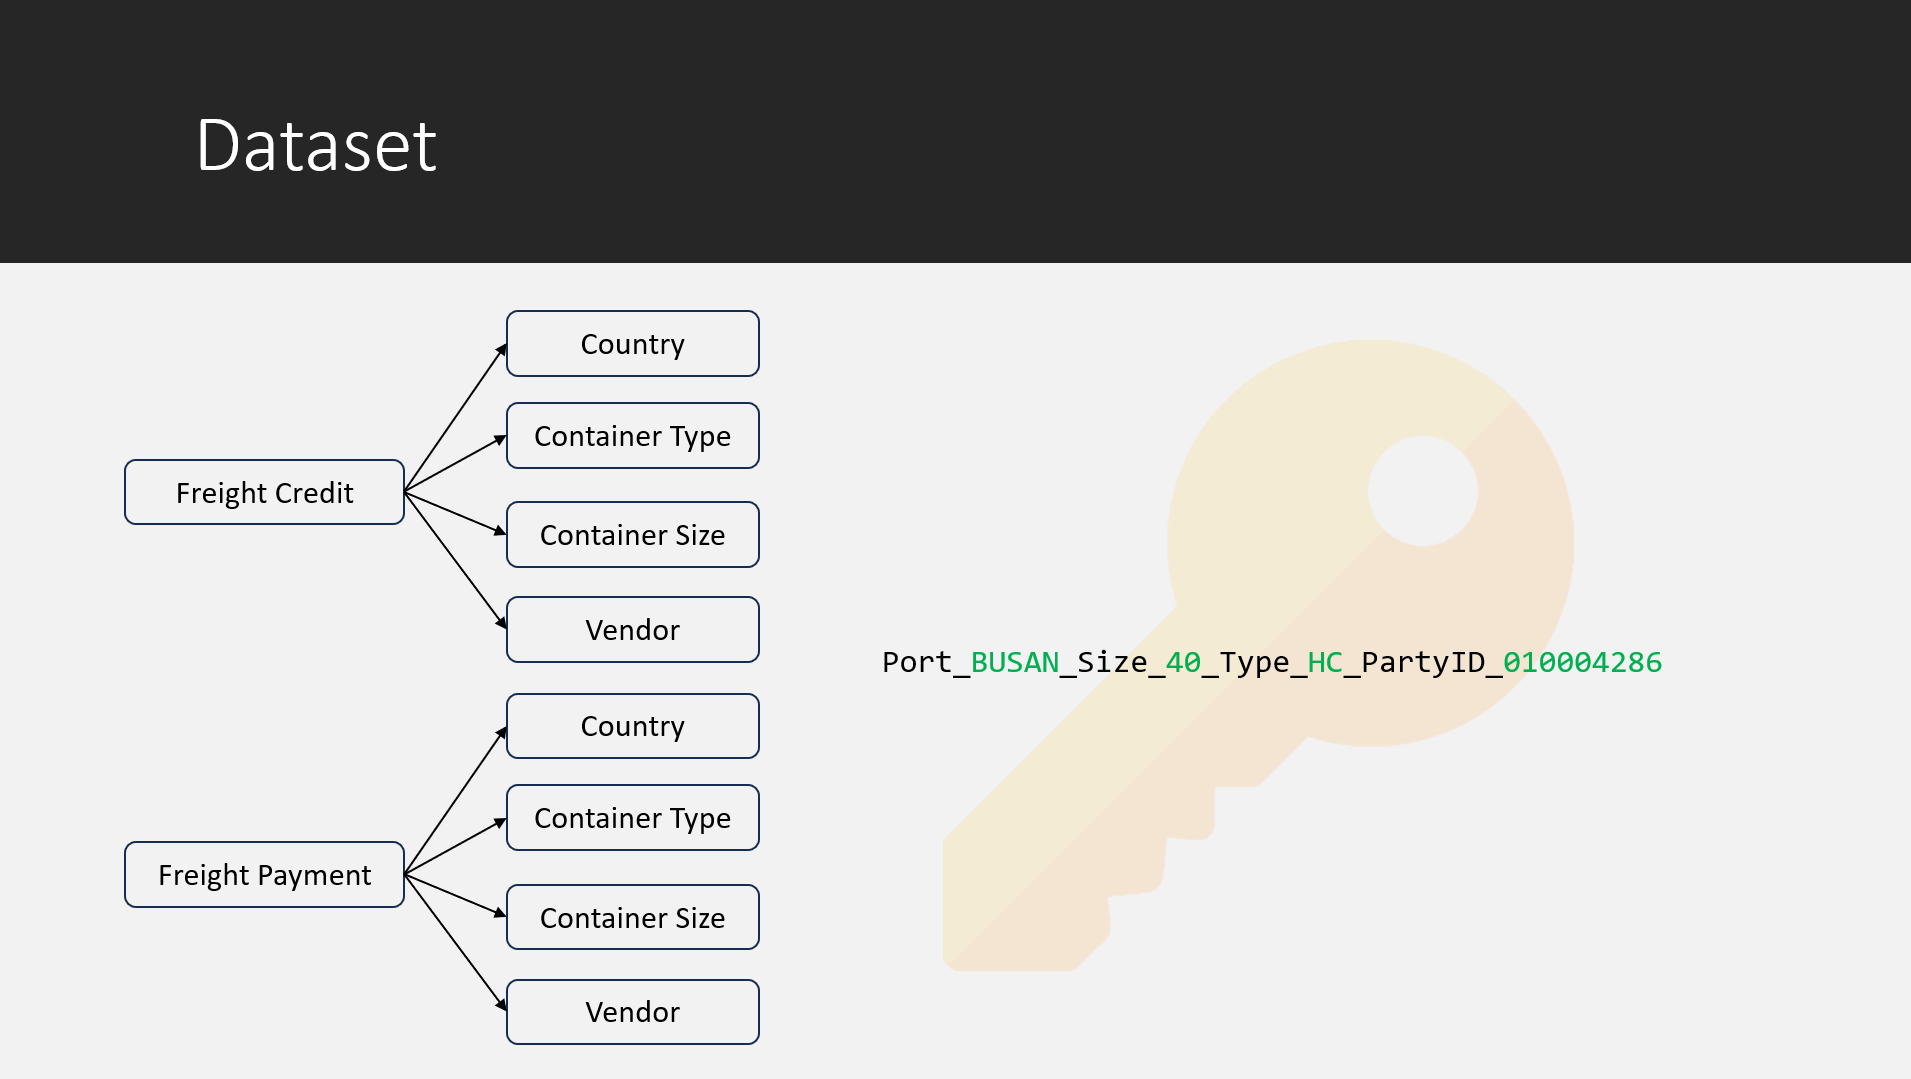 Dataset
Freight Credit
Country
Container Type
Container Size
Vendor
Freight Payment
Country
Container Type
Container Size
Vendor
Port_BUSAN_Size_40_Type_HC_PartyID_010004286